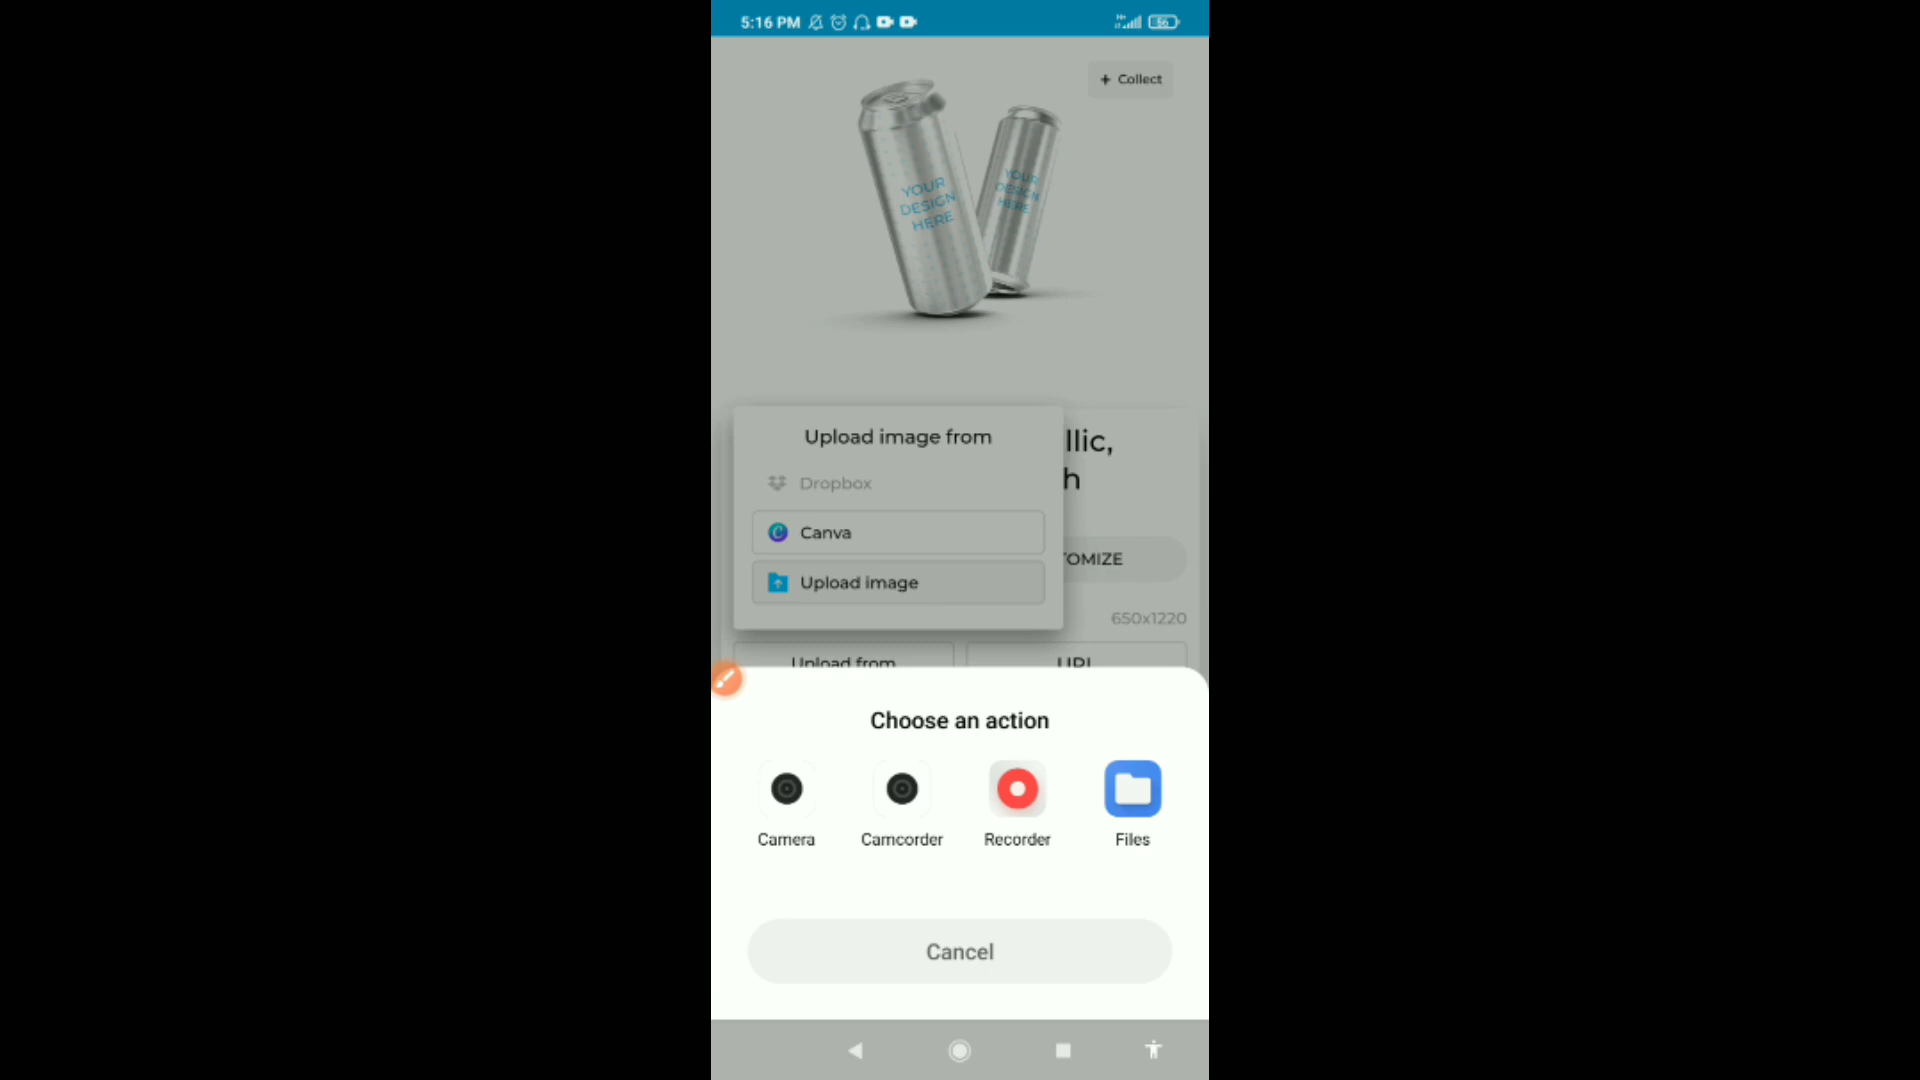 5:16 PM
56
+ Collect
YOUR
DESIGN
HERE
YOUR
DESIGN
HERE
Upload image from
llic,
Dropbox
h
Canva
TOMIZE
Upload image
650x1220
Upload from
URL
Choose an action
Camera
Camcorder
Recorder
Files
Cancel